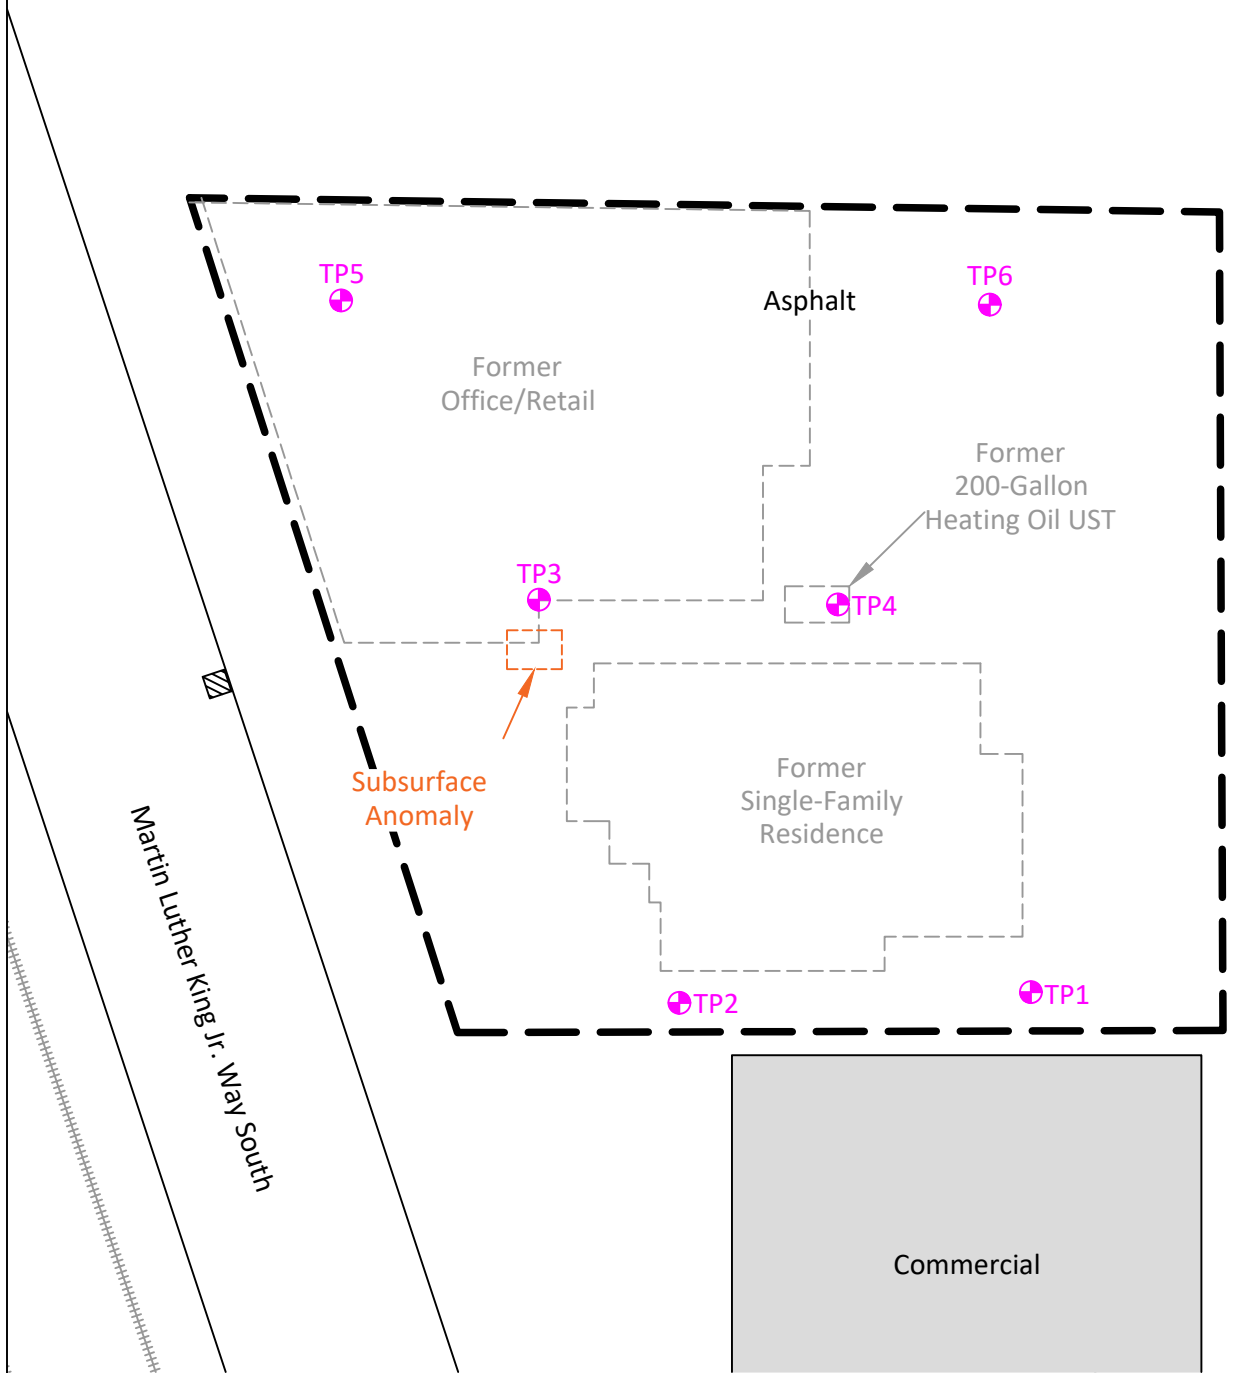 TP5
TP6
Asphalt
Former
Office/Retail
Former
200-Gallon
Heating Oil UST
TP3
TP4
Subsurface
Anomaly
Former
Single-Family
Residence
Martin Luther King Jr. Way South
TP2
TP1
Commercial